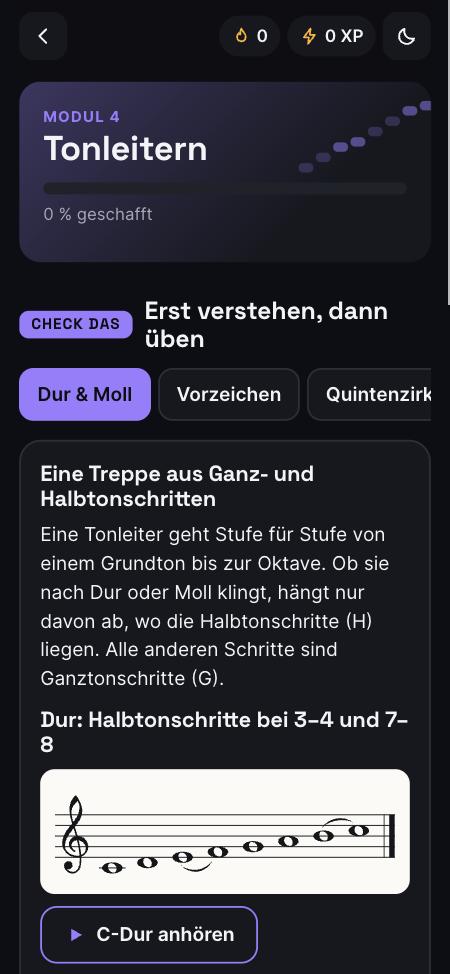 0
0 XP
MODUL 4
Tonleitern
0 % geschafft
CHECK DAS
Erst verstehen, dann
üben
Dur & Moll
Vorzeichen
Quintenzirk
Eine Treppe aus Ganz- und
Halbtonschritten
Eine Tonleiter geht Stufe für Stufe von
einem Grundton bis zur Oktave. Ob sie
nach Dur oder Moll klingt, hängt nur
davon ab, wo die Halbtonschritte (H)
liegen. Alle anderen Schritte sind
Ganztonschritte (G).
Dur: Halbtonschritte bei 3–4 und 7–
8
C-Dur anhören